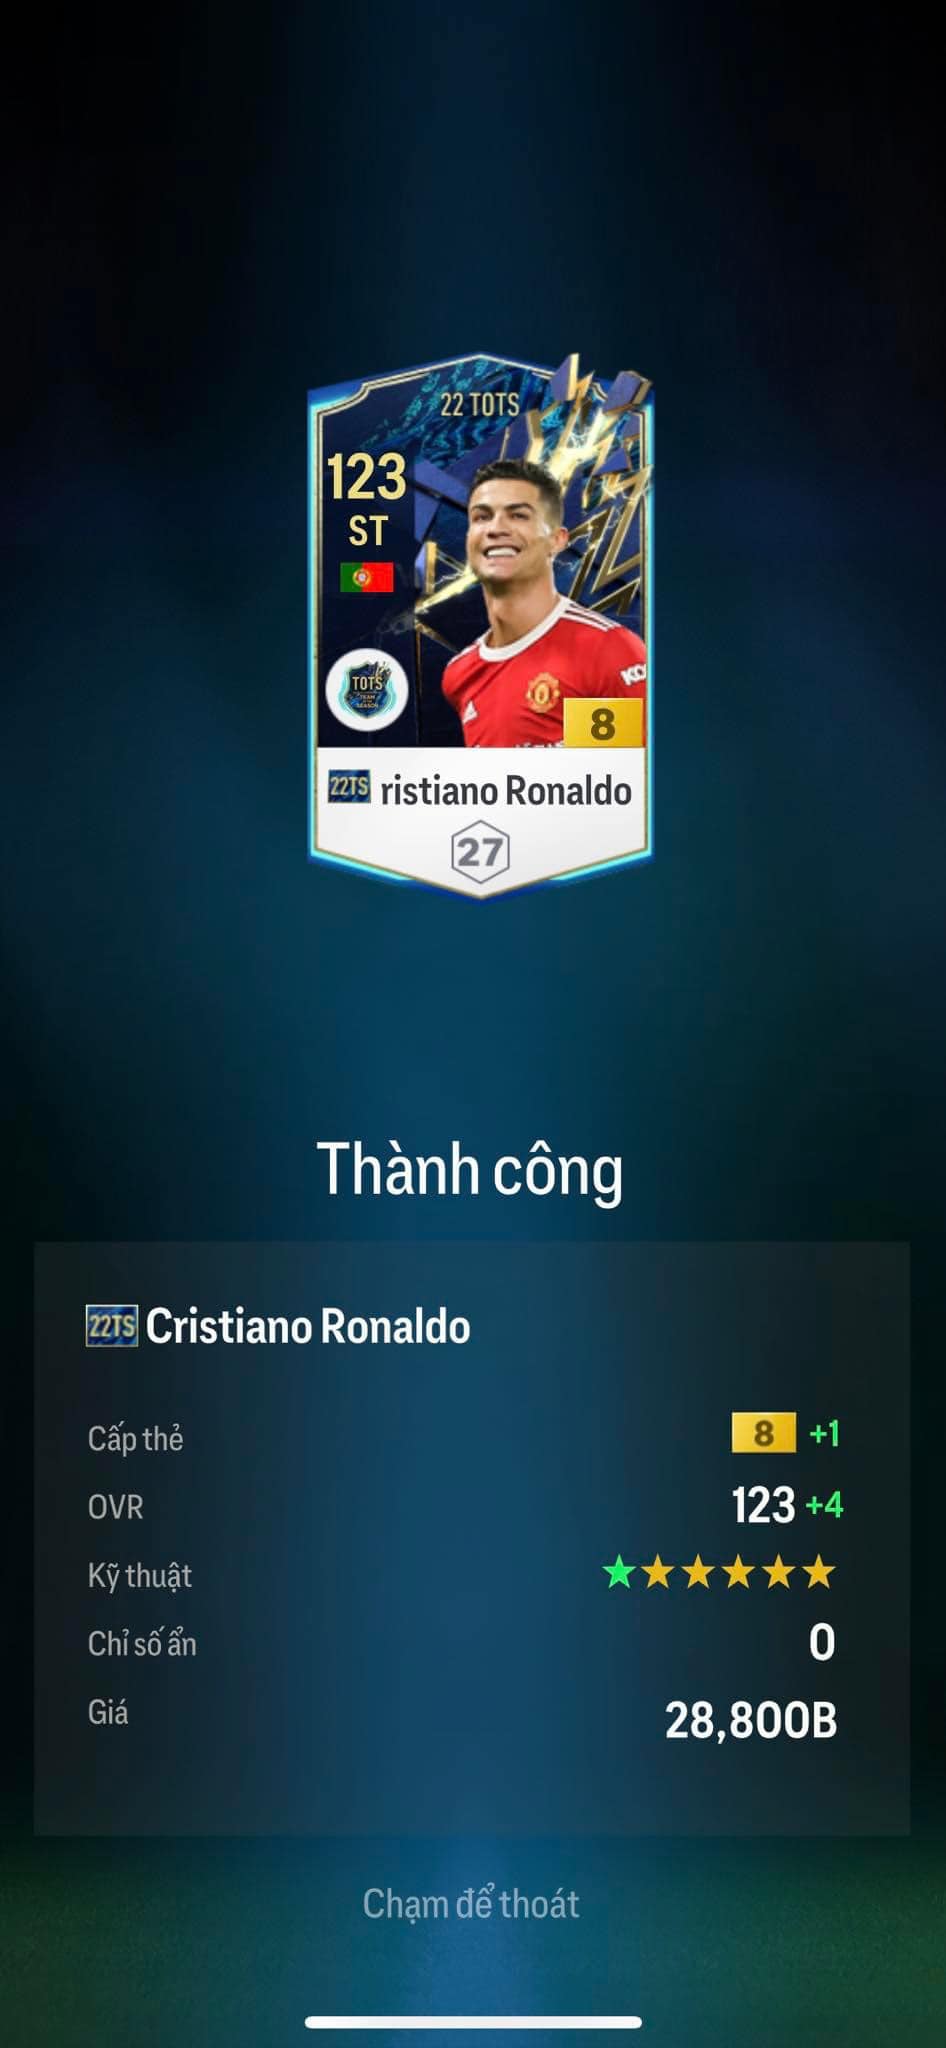 22 TOTS
123
ST
TOTS
TEAM
OF THE
SEASON
8
22TS ristiano Ronaldo
27
Thành công
22TS Cristiano Ronaldo
Cấp thẻ 8 +1
OVR 123 +4
Kỹ thuật
Chỉ số ẩn 0
Giá 28,800B
Chạm để thoát